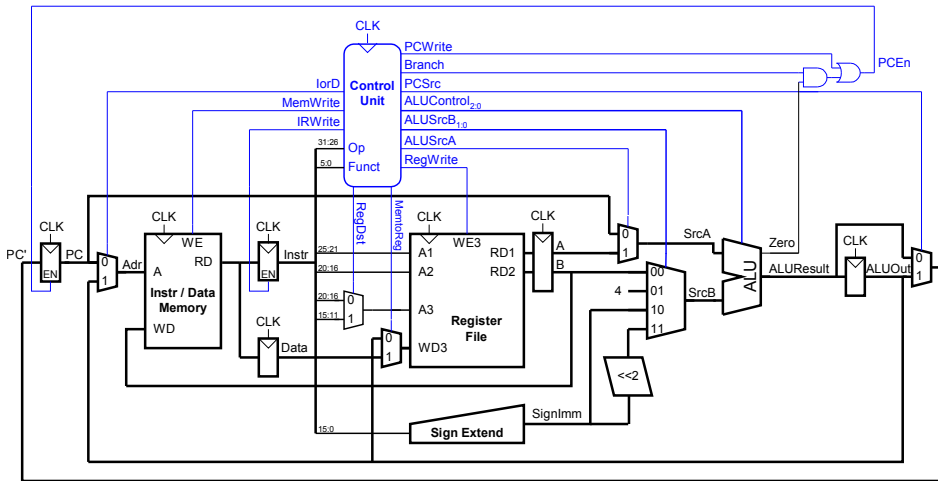 CLK
PCWrite
Branch
PCEn
IorD
Control
Unit
PCSrc
MemWrite
ALUControl2:0
IRWrite
ALUSrcB1:0
31:26
Op
ALUSrcA
5:0
Funct
RegWrite
RegDst
MemtoReg
CLK
CLK
CLK
CLK
CLK
CLK
PC'
EN
PC
0
1
Adr
WE
A
RD
Instr / Data
Memory
WD
EN
Instr
25:21
20:16
A1
A2
WE3
RD1
RD2
A
B
0
1
SrcA
Zero
ALU
ALUResult
ALUOut
0
1
20:16
15:11
0
1
A3
Register
File
WD3
4
00
01
10
11
SrcB
CLK
Data
0
1
<<2
SignImm
15:0
Sign Extend